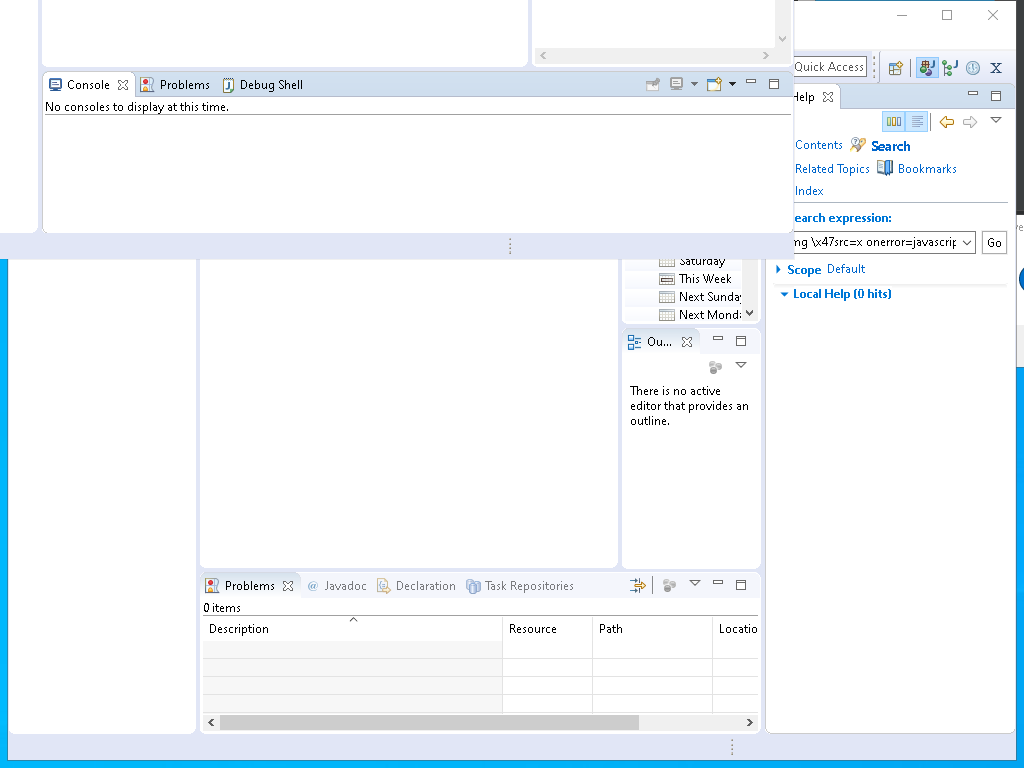 Quick Access
Console
Problems
Debug Shell
No consoles to display at this time.
Help
Contents
Search
Related Topics
Bookmarks
Index
earch expression:
mg \x47src=x onerror=javascrip
Go
Scope
Default
Local Help (0 hits)
Saturday
This Week
Next Sunday
Next Mond
Ou...
There is no active
editor that provides an
outline.
Problems
@ Javadoc
Declaration
Task Repositories
0 items
Description
Resource
Path
Locatio